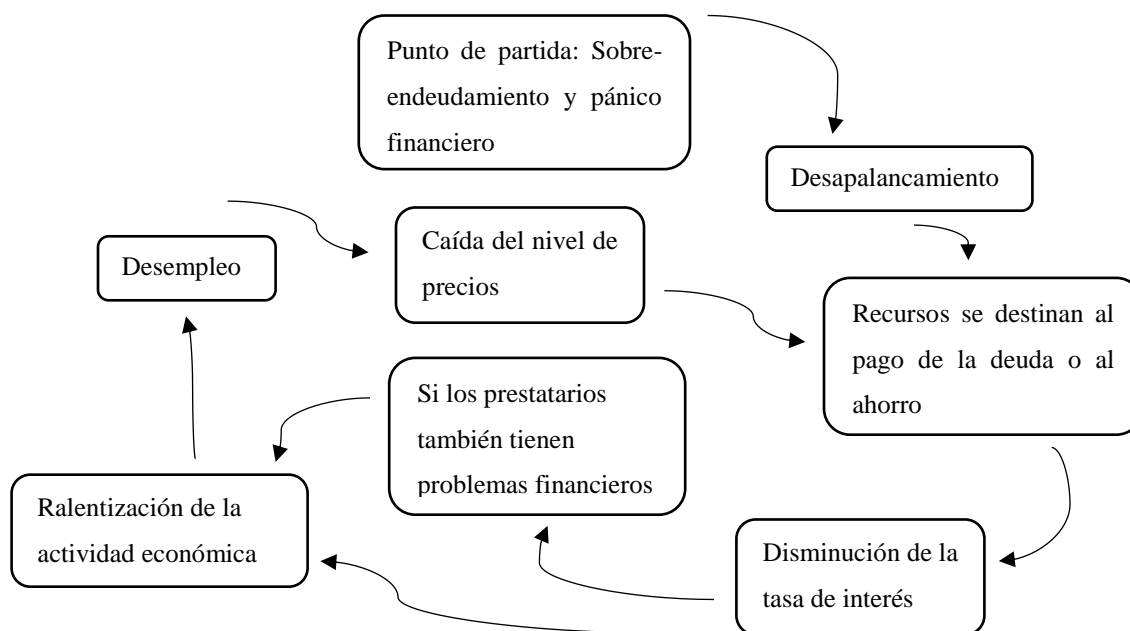 Punto de partida: Sobre-
endeudamiento y pánico
financiero
Desapalancamiento
Caída del nivel de
precios
Desempleo
Recursos se destinan al
pago de la deuda o al
ahorro
Si los prestatarios
también tienen
problemas financieros
Ralentización de la
actividad económica
Disminución de la
tasa de interés